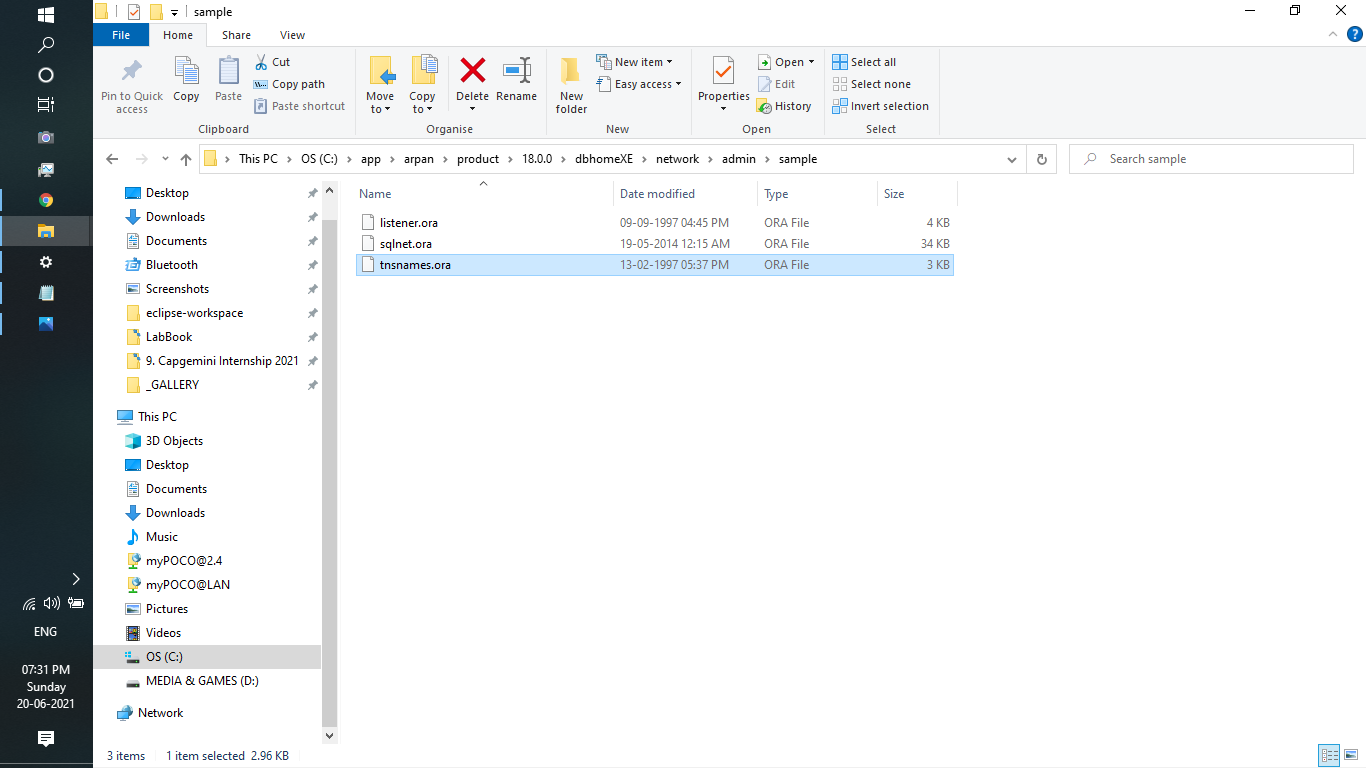 sample
File Home Share View
Pin to Quick access
Copy
Paste
Cut
Copy path
Paste shortcut
Clipboard
Move to
Copy to
Delete
Rename
Organise
New folder
New item
Easy access
New
Properties
Open
Edit
History
Open
Select all
Select none
Invert selection
Select
This PC > OS (C:) > app > arpan > product > 18.0.0 > dbhomeXE > network > admin > sample
Search sample
Desktop
Downloads
Documents
Bluetooth
Screenshots
eclipse-workspace
LabBook
9. Capgemini Internship 2021
_GALLERY
This PC
3D Objects
Desktop
Documents
Downloads
Music
myPOCO@2.4
myPOCO@LAN
Pictures
Videos
OS (C:)
MEDIA & GAMES (D:)
Network
Name Date modified Type Size
listener.ora 09-09-1997 04:45 PM ORA File 4 KB
sqlnet.ora 19-05-2014 12:15 AM ORA File 34 KB
tnsnames.ora 13-02-1997 05:37 PM ORA File 3 KB
3 items 1 item selected 2.96 KB
ENG
07:31 PM
Sunday
20-06-2021